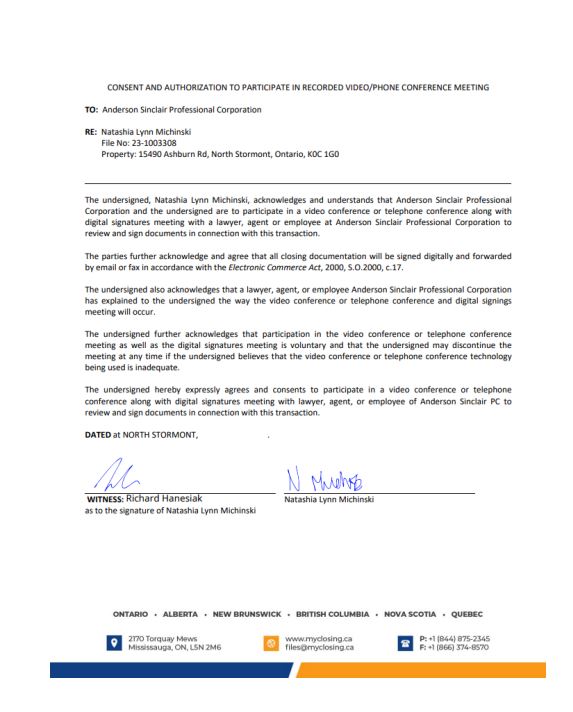 CONSENT AND AUTHORIZATION TO PARTICIPATE IN RECORDED VIDEO/PHONE CONFERENCE MEETING
TO: Anderson Sinclair Professional Corporation
RE: Natashia Lynn Michinski
File No: 23-1003308
Property: 15490 Ashburn Rd, North Stormont, Ontario, K0C 1G0
The undersigned, Natashia Lynn Michinski, acknowledges and understands that Anderson Sinclair Professional
Corporation and the undersigned are to participate in a video conference or telephone conference along with
digital signatures meeting with a lawyer, agent or employee at Anderson Sinclair Professional Corporation to
review and sign documents in connection with this transaction.
The parties further acknowledge and agree that all closing documentation will be signed digitally and forwarded
by email or fax in accordance with the Electronic Commerce Act, 2000, S.O.2000, c.17.
The undersigned also acknowledges that a lawyer, agent, or employee Anderson Sinclair Professional Corporation
has explained to the undersigned the way the video conference or telephone conference and digital signings
meeting will occur.
The undersigned further acknowledges that participation in the video conference or telephone conference
meeting as well as the digital signatures meeting is voluntary and that the undersigned may discontinue the
meeting at any time if the undersigned believes that the video conference or telephone conference technology
being used is inadequate.
The undersigned hereby expressly agrees and consents to participate in a video conference or telephone
conference along with digital signatures meeting with lawyer, agent, or employee of Anderson Sinclair PC to
review and sign documents in connection with this transaction.
DATED at NORTH STORMONT, .
WITNESS: Richard Hanesiak
as to the signature of Natashia Lynn Michinski
Natashia Lynn Michinski
ONTARIO • ALBERTA • NEW BRUNSWICK • BRITISH COLUMBIA • NOVA SCOTIA • QUEBEC
2170 Torquay Mews
Mississauga, ON, L5N 2M6
www.myclosing.ca
files@myclosing.ca
P: +1 (844) 875-2345
F: +1 (866) 374-8570